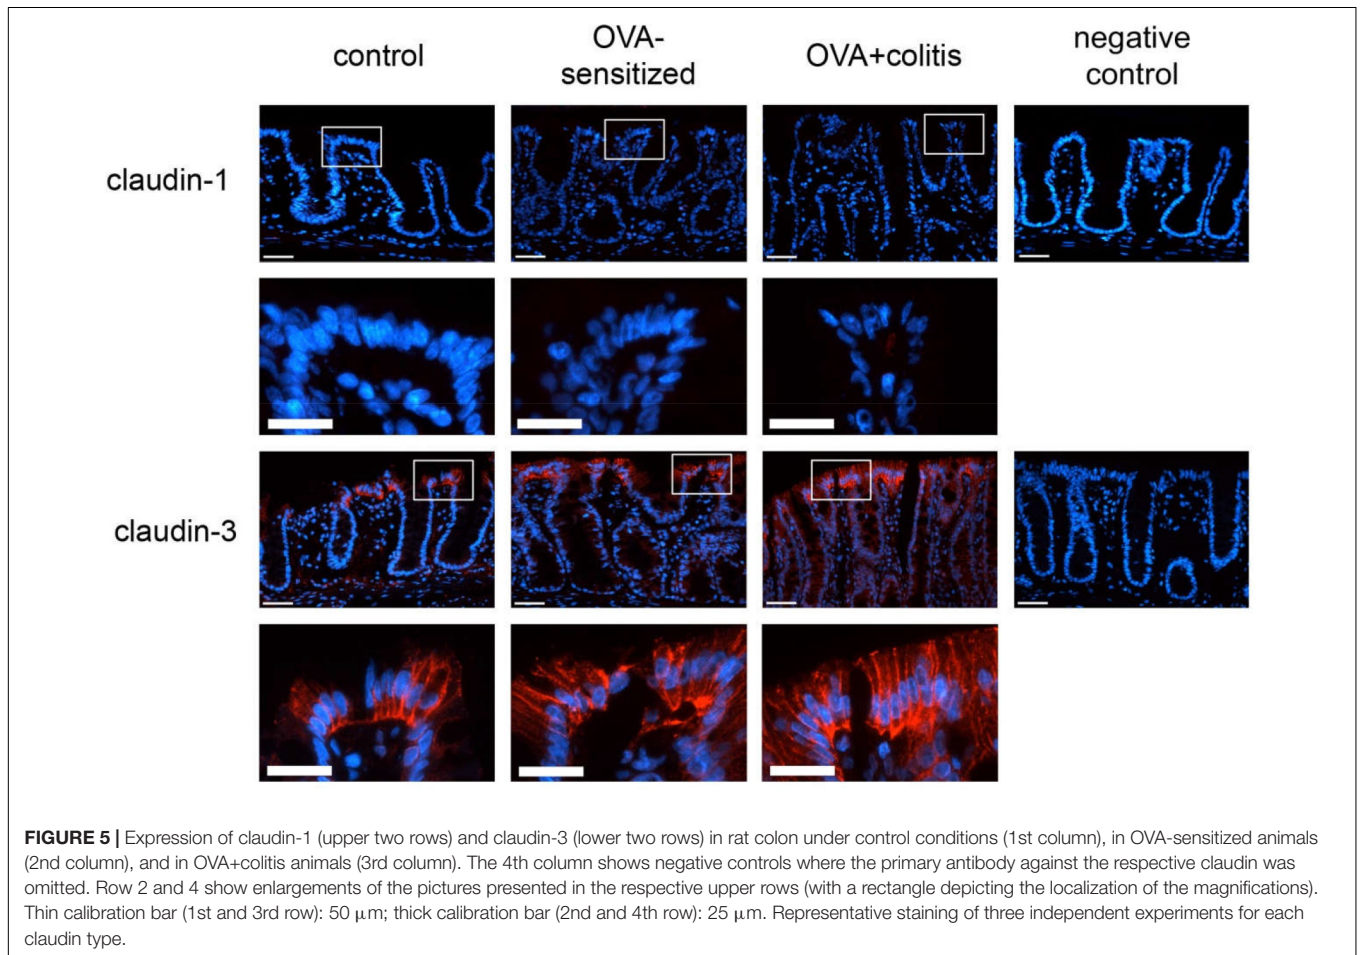 control
OVA-
sensitized
OVA+colitis
negative
control
claudin-1
claudin-3
FIGURE 5 | Expression of claudin-1 (upper two rows) and claudin-3 (lower two rows) in rat colon under control conditions (1st column), in OVA-sensitized animals
(2nd column), and in OVA+colitis animals (3rd column). The 4th column shows negative controls where the primary antibody against the respective claudin was
omitted. Row 2 and 4 show enlargements of the pictures presented in the respective upper rows (with a rectangle depicting the localization of the magnifications).
Thin calibration bar (1st and 3rd row): 50 μm; thick calibration bar (2nd and 4th row): 25 μm. Representative staining of three independent experiments for each
claudin type.